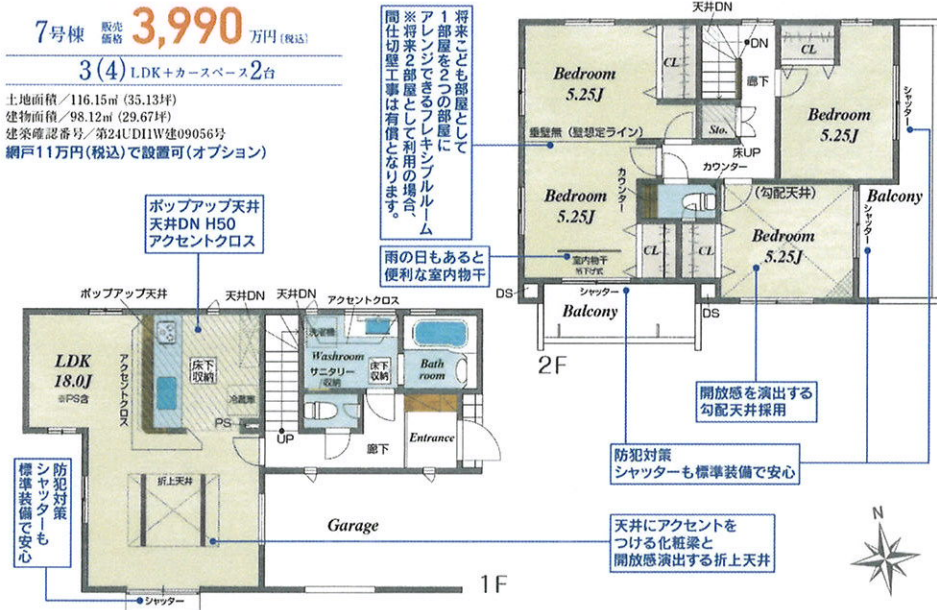 7号棟 販売価格 3,990 万円 [税込]
3(4) LDK+カースペース2台
土地面積／116.15㎡ (35.13坪)
建物面積／98.12㎡ (29.67坪)
建築確認番号／第24UDI1W建09056号
網戸11万円(税込)で設置可(オプション)
将来こども部屋として
1部屋を2つの部屋に
アレンジできるフレキシブルルーム
※将来2部屋として利用の場合、
間仕切壁工事は有償となります。
雨の日もあると
便利な室内物干
天井DN
DN
廊下
CL
CL
シャッター
Bedroom
5.25J
Bedroom
5.25J
Sto.
垂壁無 (壁想定ライン)
床UP
カウンター
カウンター
(勾配天井)
Balcony
シャッター
Bedroom
5.25J
Bedroom
5.25J
CL
CL
室内物干
吊下げ式
シャッター
DS
DS
Balcony
2F
開放感を演出する
勾配天井採用
防犯対策
シャッターも標準装備で安心
天井にアクセントを
つける化粧梁と
開放感演出する折上天井
ポップアップ天井
天井DN H50
アクセントクロス
ポップアップ天井
天井DN
天井DN
アクセントクロス
LDK
18.0J
※PS含
アクセントクロス
床下
収納
冷蔵庫
PS
洗濯機
Washroom
サニタリー
収納
床下
収納
Bath
room
UP
廊下
Entrance
折上天井
Garage
防犯対策
シャッターも
標準装備で安心
シャッター
1F
N